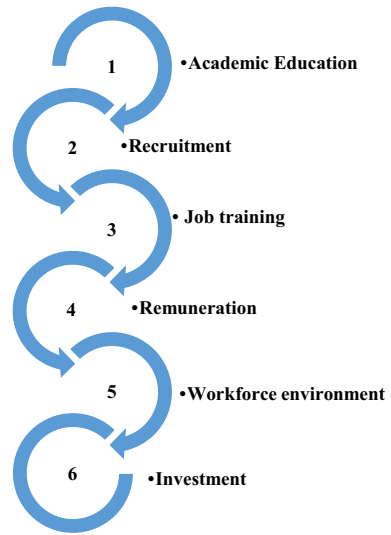 1
•Academic Education
2
•Recruitment
3
• Job training
4
•Remuneration
5
•Workforce environment
6
•Investment